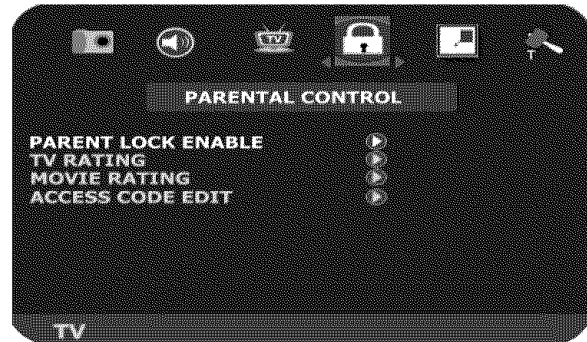 TV
T
PARENTAL CONTROL
PARENT LOCK ENABLE
TV RATING
MOVIE RATING
ACCESS CODE EDIT
TV